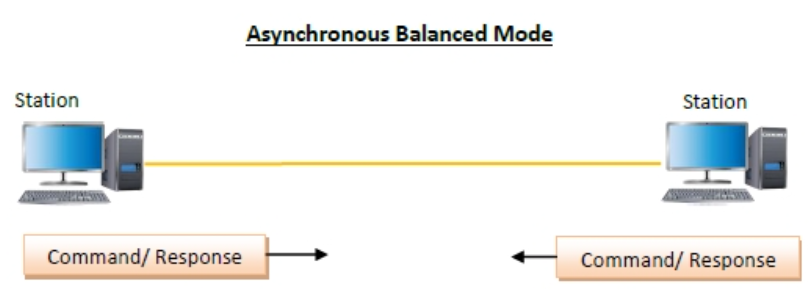 Asynchronous Balanced Mode
Station
Station
Command/ Response
Command/ Response